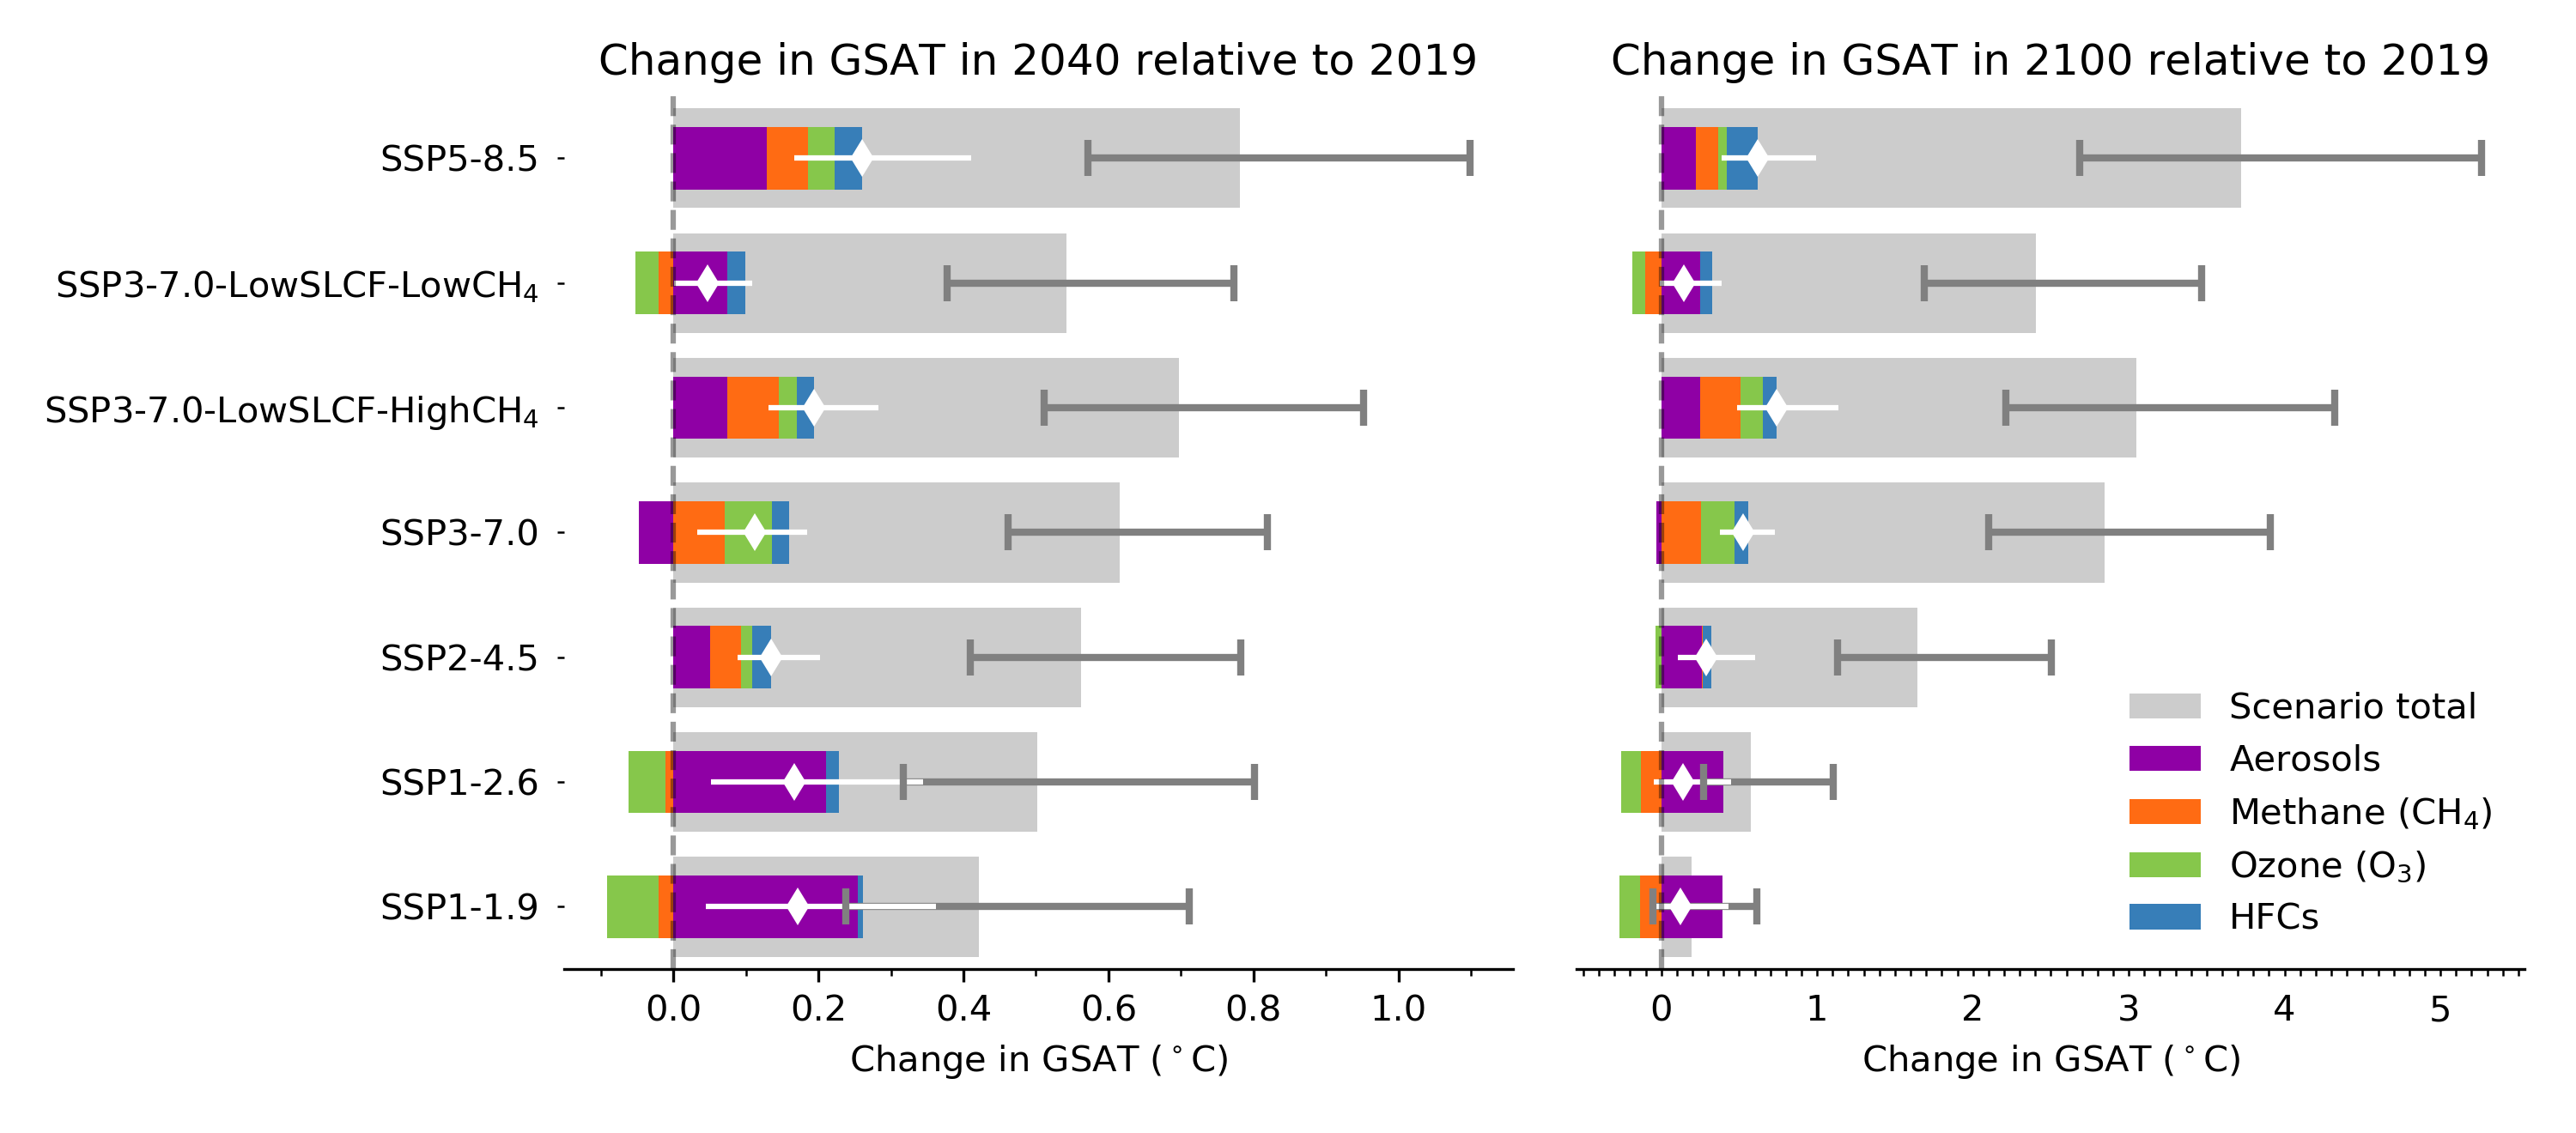 Change in GSAT in 2040 relative to 2019
Change in GSAT in 2100 relative to 2019
SSP5-8.5
SSP3-7.0-LowSLCF-LowCH₄
SSP3-7.0-LowSLCF-HighCH₄
SSP3-7.0
SSP2-4.5
SSP1-2.6
SSP1-1.9
Scenario total
Aerosols
Methane (CH₄)
Ozone (O₃)
HFCs
0.0 0.2 0.4 0.6 0.8 1.0
0 1 2 3 4 5
Change in GSAT (°C)
Change in GSAT (°C)